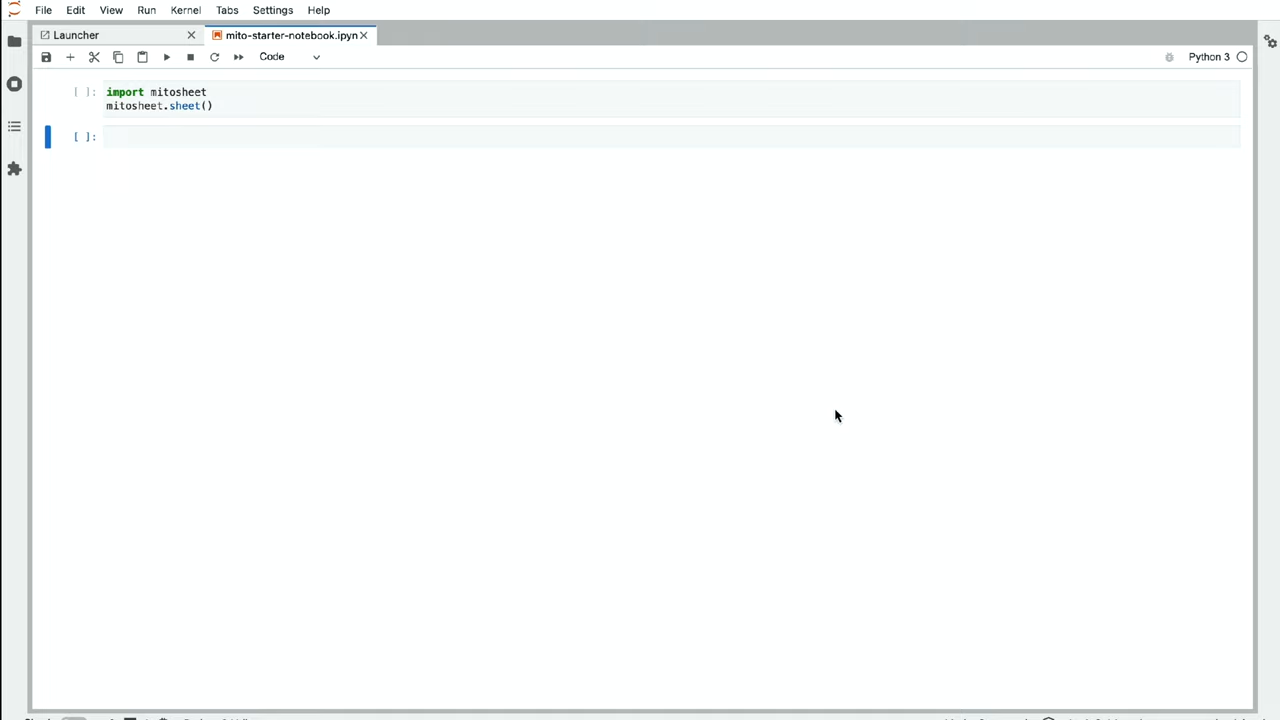 File Edit View Run Kernel Tabs Settings Help
Launcher mito-starter-notebook.ipyn
Code Python 3
[ ]: import mitosheet
mitosheet.sheet()
[ ]: